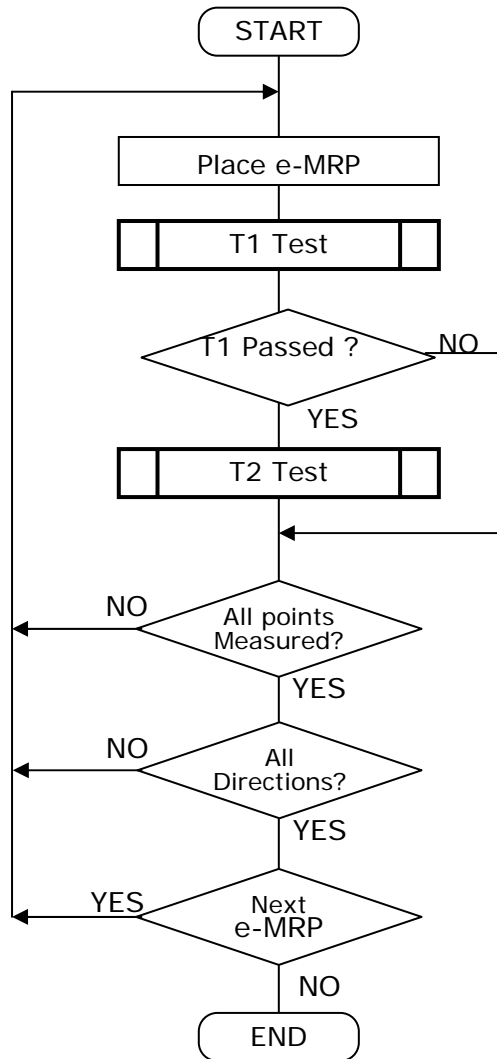 START
Place e-MRP
T1 Test
T1 Passed ?
NO
YES
T2 Test
NO
All points
Measured?
YES
NO
All
Directions?
YES
YES
Next
e-MRP
NO
END